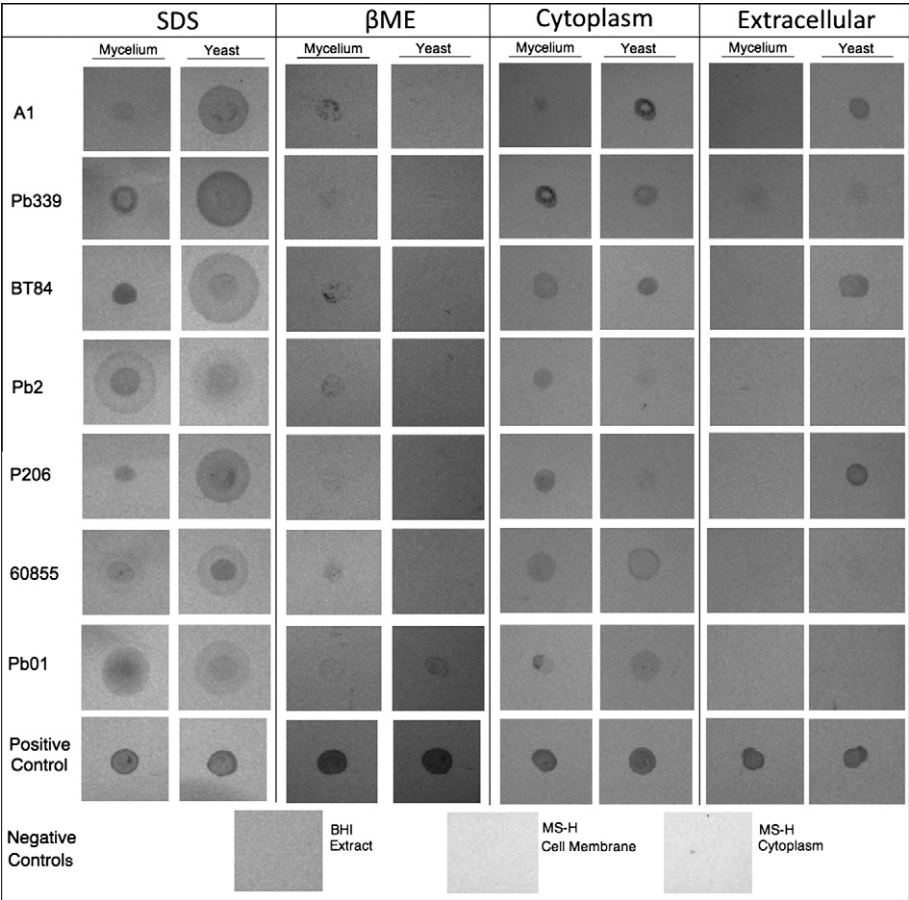 SDS βME Cytoplasm Extracellular
Mycelium Yeast Mycelium Yeast Mycelium Yeast Mycelium Yeast
A1
Pb339
BT84
Pb2
P206
60855
Pb01
Positive
Control
Negative
Controls
BHI
Extract
MS-H
Cell Membrane
MS-H
Cytoplasm